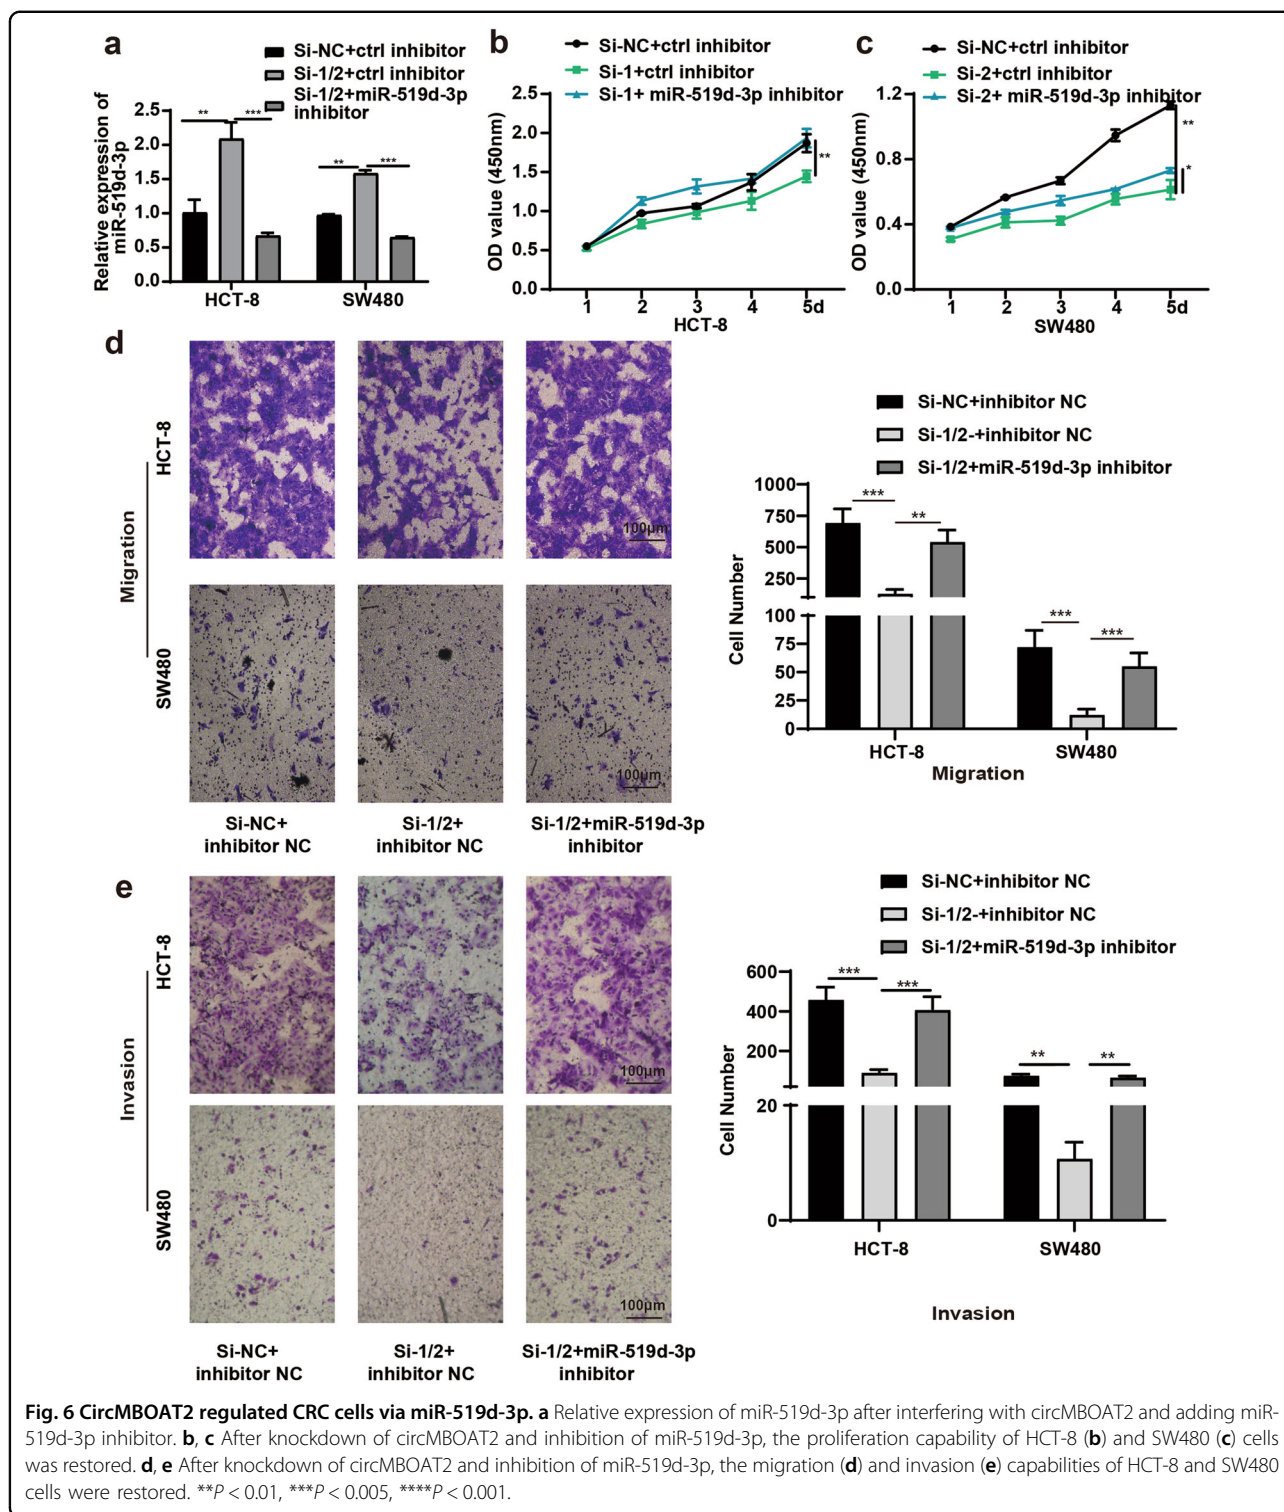 a
Si-NC+ctrl inhibitor
Si-1/2+ctrl inhibitor
Si-1/2+miR-519d-3p
inhibitor
Relative expression of
miR-519d-3p
2.5
2.0
1.5
1.0
0.5
0.0
** ***
** ***
HCT-8 SW480
b
Si-NC+ctrl inhibitor
Si-1+ctrl inhibitor
Si-1+ miR-519d-3p inhibitor
OD value (450nm)
2.5
2.0
1.5
1.0
0.5
0.0
**
1 2 3 4 5d
HCT-8
c
Si-NC+ctrl inhibitor
Si-2+ctrl inhibitor
Si-2+ miR-519d-3p inhibitor
OD value (450nm)
1.2
0.8
0.4
0.0
**
*
1 2 3 4 5d
SW480
d
Migration
HCT-8
100μm
SW480
100μm
Si-NC+
inhibitor NC
Si-1/2+
inhibitor NC
Si-1/2+miR-519d-3p
inhibitor
Si-NC+inhibitor NC
Si-1/2-+inhibitor NC
Si-1/2+miR-519d-3p inhibitor
Cell Number
1000
750
500
250
100
75
50
25
0
*** **
*** ***
HCT-8 SW480
Migration
e
Invasion
HCT-8
100μm
SW480
100μm
Si-NC+
inhibitor NC
Si-1/2+
inhibitor NC
Si-1/2+miR-519d-3p
inhibitor
Si-NC+inhibitor NC
Si-1/2-+inhibitor NC
Si-1/2+miR-519d-3p inhibitor
Cell Number
600
400
200
20
0
*** ***
** **
HCT-8 SW480
Invasion
Fig. 6 CircMBOAT2 regulated CRC cells via miR-519d-3p. a Relative expression of miR-519d-3p after interfering with circMBOAT2 and adding miR-
519d-3p inhibitor. b, c After knockdown of circMBOAT2 and inhibition of miR-519d-3p, the proliferation capability of HCT-8 (b) and SW480 (c) cells
was restored. d, e After knockdown of circMBOAT2 and inhibition of miR-519d-3p, the migration (d) and invasion (e) capabilities of HCT-8 and SW480
cells were restored. **P < 0.01, ***P < 0.005, ****P < 0.001.